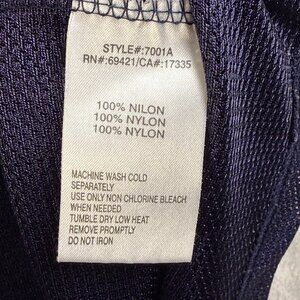 STYLE#:7001A
RN#:69421/CA#:17335
100% NILON
100% NYLON
100% NYLON
MACHINE WASH COLD
SEPARATELY
USE ONLY NON CHLORINE BLEACH
WHEN NEEDED
TUMBLE DRY LOW HEAT
REMOVE PROMPTLY
DO NOT IRON